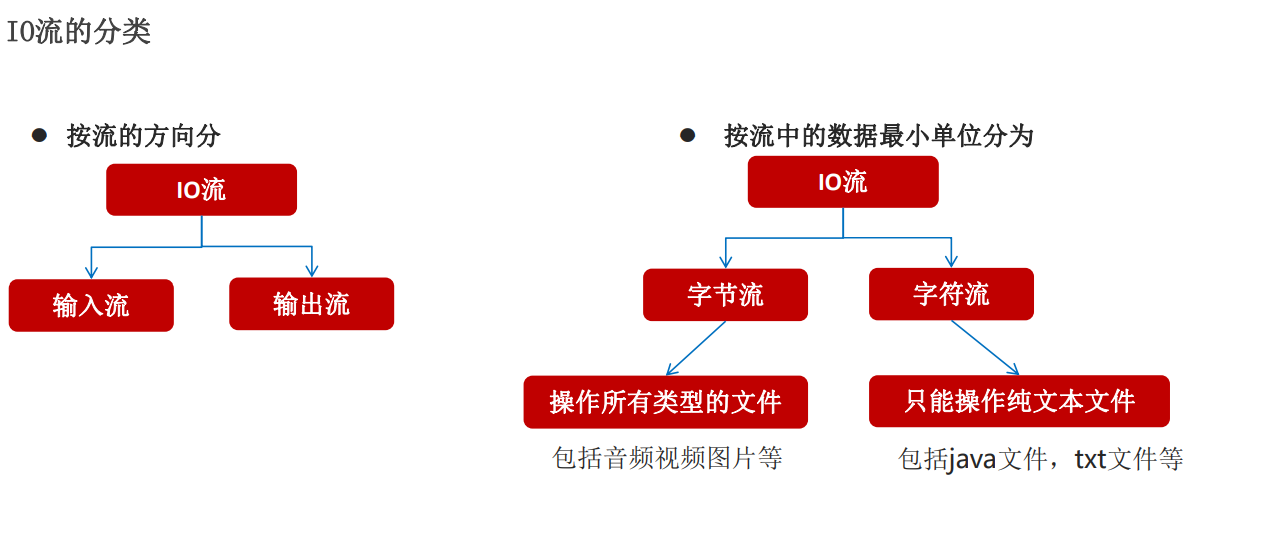 IO流的分类
按流的方向分
IO流
输入流
输出流
按流中的数据最小单位分为
IO流
字节流
字符流
操作所有类型的文件
只能操作纯文本文件
包括音频视频图片等
包括java文件，txt文件等